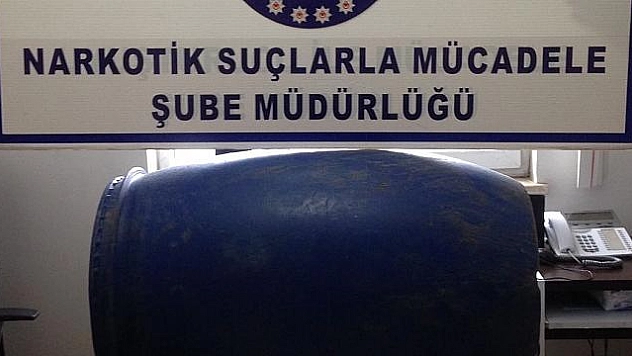 NARKOTİK SUÇLARLA MÜCADELE
ŞUBE MÜDÜRLÜĞÜ